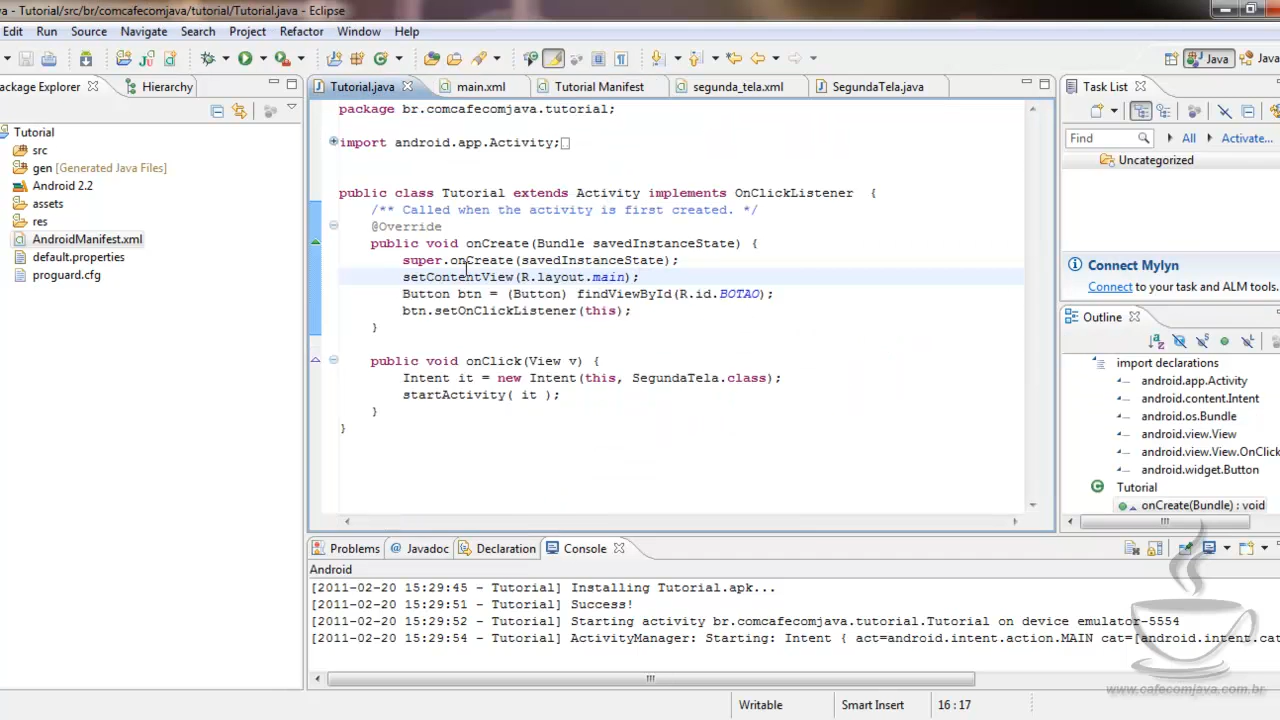 va - Tutorial/src/br/comcafecomjava/tutorial/Tutorial.java - Eclipse
Edit Run Source Navigate Search Project Refactor Window Help
Java Java
ackage Explorer Hierarchy
Tutorial.java main.xml Tutorial Manifest segunda_tela.xml SegundaTela.java
Task List
Find All Activate...
Uncategorized
Tutorial
src
gen [Generated Java Files]
Android 2.2
assets
res
AndroidManifest.xml
default.properties
proguard.cfg
package br.comcafecomjava.tutorial;
import android.app.Activity;
public class Tutorial extends Activity implements OnClickListener {
/** Called when the activity is first created. */
@Override
public void onCreate(Bundle savedInstanceState) {
super.onCreate(savedInstanceState);
setContentView(R.layout.main);
Button btn = (Button) findViewById(R.id.BOTAO);
btn.setOnClickListener(this);
}
public void onClick(View v) {
Intent it = new Intent(this, SegundaTela.class);
startActivity( it );
}
}
Connect Mylyn
Connect to your task and ALM tools.
Outline
import declarations
android.app.Activity
android.content.Intent
android.os.Bundle
android.view.View
android.view.View.OnClick
android.widget.Button
Tutorial
onCreate(Bundle) : void
Problems Javadoc Declaration Console
Android
[2011-02-20 15:29:45 - Tutorial] Installing Tutorial.apk...
[2011-02-20 15:29:51 - Tutorial] Success!
[2011-02-20 15:29:52 - Tutorial] Starting activity br.comcafecomjava.tutorial.Tutorial on device emulator-5554
[2011-02-20 15:29:54 - Tutorial] ActivityManager: Starting: Intent { act=android.intent.action.MAIN cat=[android.intent.cat
www.cafecomjava.com.br
Writable Smart Insert 16 : 17